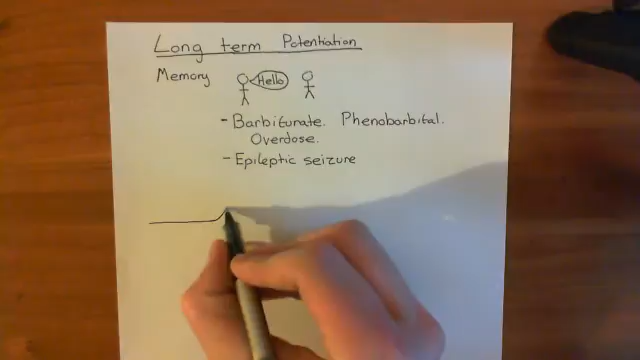 Long term Potentiation
Memory Hello
- Barbiturate. Phenobarbital.
Overdose.
- Epileptic seizure